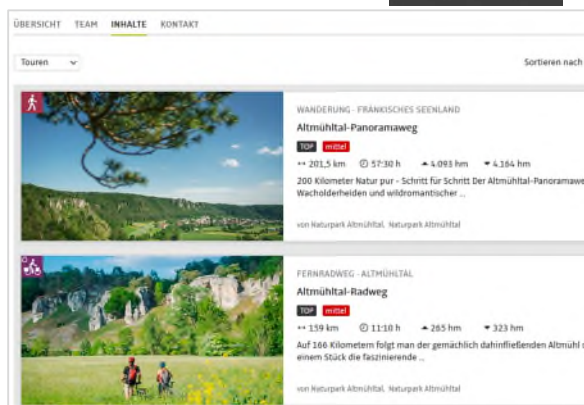 ÜBERSICHT TEAM INHALTE KONTAKT
Touren
Sortieren nach
WANDERUNG · FRÄNKISCHES SEENLAND
Altmühltal-Panoramaweg
TOP mittel
201,5 km 57:30 h 4.093 hm 4.164 hm
200 Kilometer Natur pur - Schritt für Schritt Der Altmühltal-Panoramawe
Wacholderheiden und wildromantischer ...
von Naturpark Altmühltal, Naturpark Altmühltal
FERNRADWEG · ALTMÜHLTAL
Altmühltal-Radweg
TOP mittel
159 km 11:10 h 265 hm 323 hm
Auf 166 Kilometern folgt man der gemächlich dahinfließenden Altmühl
einem Stück die faszinierende ...
von Naturpark Altmühltal, Naturpark Altmühltal